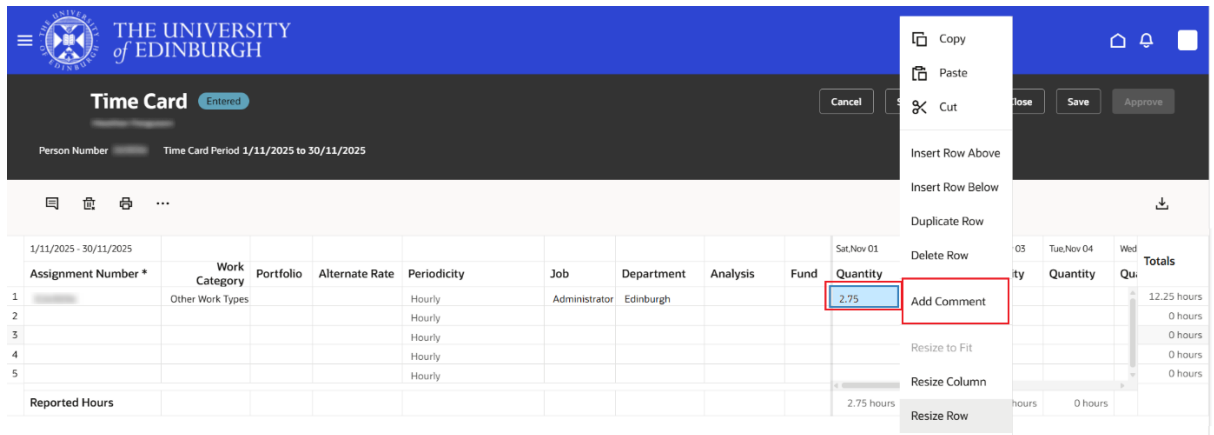 THE UNIVERSITY
of EDINBURGH
Time Card Entered
Cancel
Save
Approve
Person Number
Time Card Period 1/11/2025 to 30/11/2025
Copy
Paste
Cut
Insert Row Above
Insert Row Below
Duplicate Row
Delete Row
Add Comment
Resize to Fit
Resize Column
Resize Row
1/11/2025 - 30/11/2025 Sat,Nov 01 03 Tue,Nov 04 Wed
Assignment Number * Work Category Portfolio Alternate Rate Periodicity Job Department Analysis Fund Quantity Quantity Totals
1 Other Work Types Hourly Administrator Edinburgh 2.75 12.25 hours
2 Hourly 0 hours
3 Hourly 0 hours
4 Hourly 0 hours
5 Hourly 0 hours
Reported Hours 2.75 hours hours 0 hours